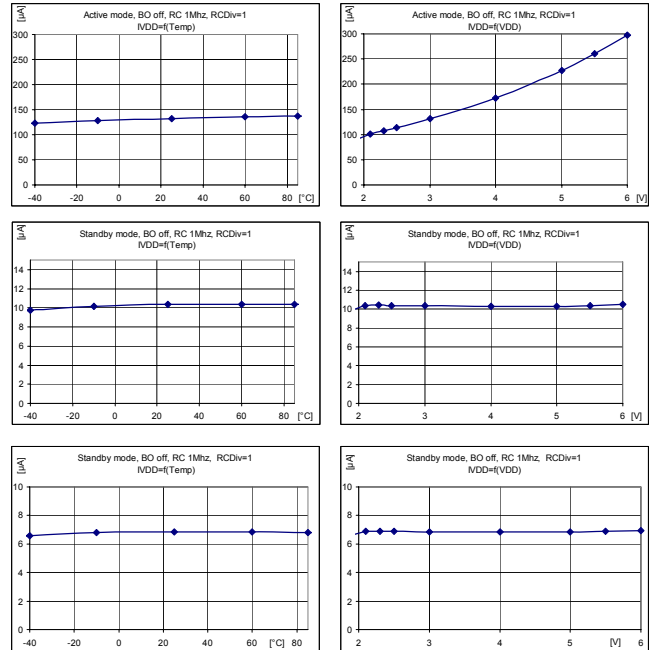 [µA]
Active mode, BO off, RC 1Mhz, RCDiv=1
IVDD=f(Temp)
300
250
200
150
100
50
0
-40 -20 0 20 40 60 80 [°C]
[µA]
Active mode, BO off, RC 1Mhz, RCDiv=1
IVDD=f(VDD)
300
250
200
150
100
50
0
2 3 4 5 6 [V]
[µA]
Standby mode, BO off, RC 1Mhz, RCDiv=1
IVDD=f(Temp)
14
12
10
8
6
4
2
0
-40 -20 0 20 40 60 80 [°C]
[µA]
Standby mode, BO off, RC 1Mhz, RCDiv=1
IVDD=f(VDD)
14
12
10
8
6
4
2
0
2 3 4 5 6 [V]
[µA]
Standby mode, BO off, RC 1Mhz, RCDiv=1
IVDD=f(Temp)
10
8
6
4
2
0
-40 -20 0 20 40 60 [°C] 80
[µA]
Standby mode, BO off, RC 1Mhz, RCDiv=1
IVDD=f(VDD)
10
8
6
4
2
0
2 3 4 5 [V] 6